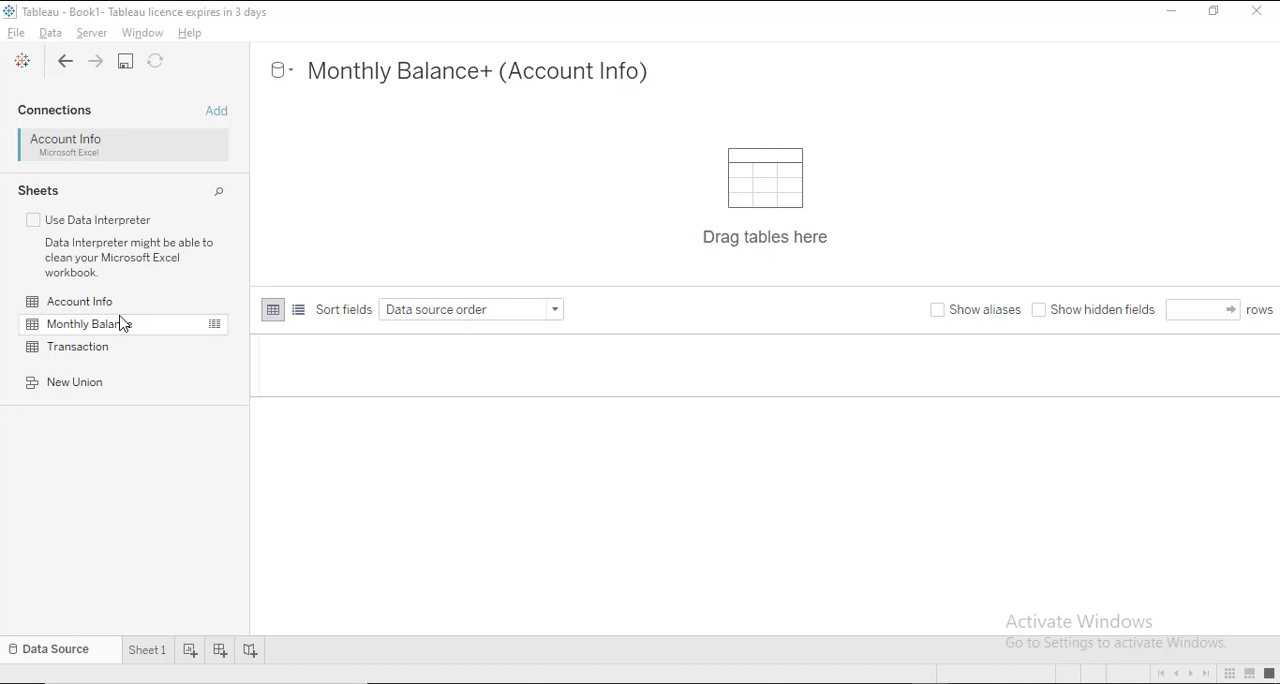 Tableau - Book1- Tableau licence expires in 3 days
File Data Server Window Help
Monthly Balance+ (Account Info)
Connections Add
Account Info
Microsoft Excel
Sheets
Use Data Interpreter
Data Interpreter might be able to
clean your Microsoft Excel
workbook.
Drag tables here
Account Info
Monthly Balance
Transaction
New Union
Sort fields Data source order Show aliases Show hidden fields rows
Activate Windows
Go to Settings to activate Windows.
Data Source Sheet 1